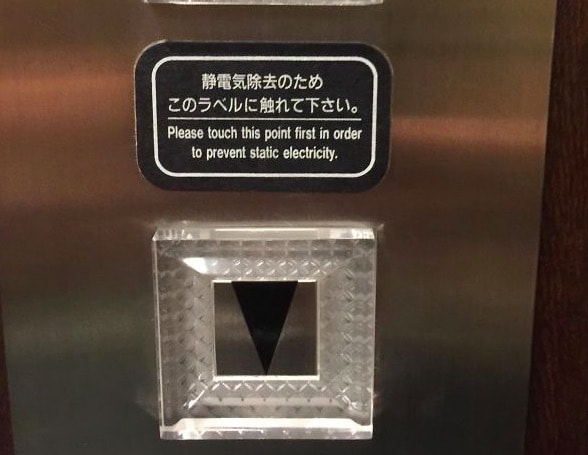 静電気除去のため
このラベルに触れて下さい。
Please touch this point first in order
to prevent static electricity.